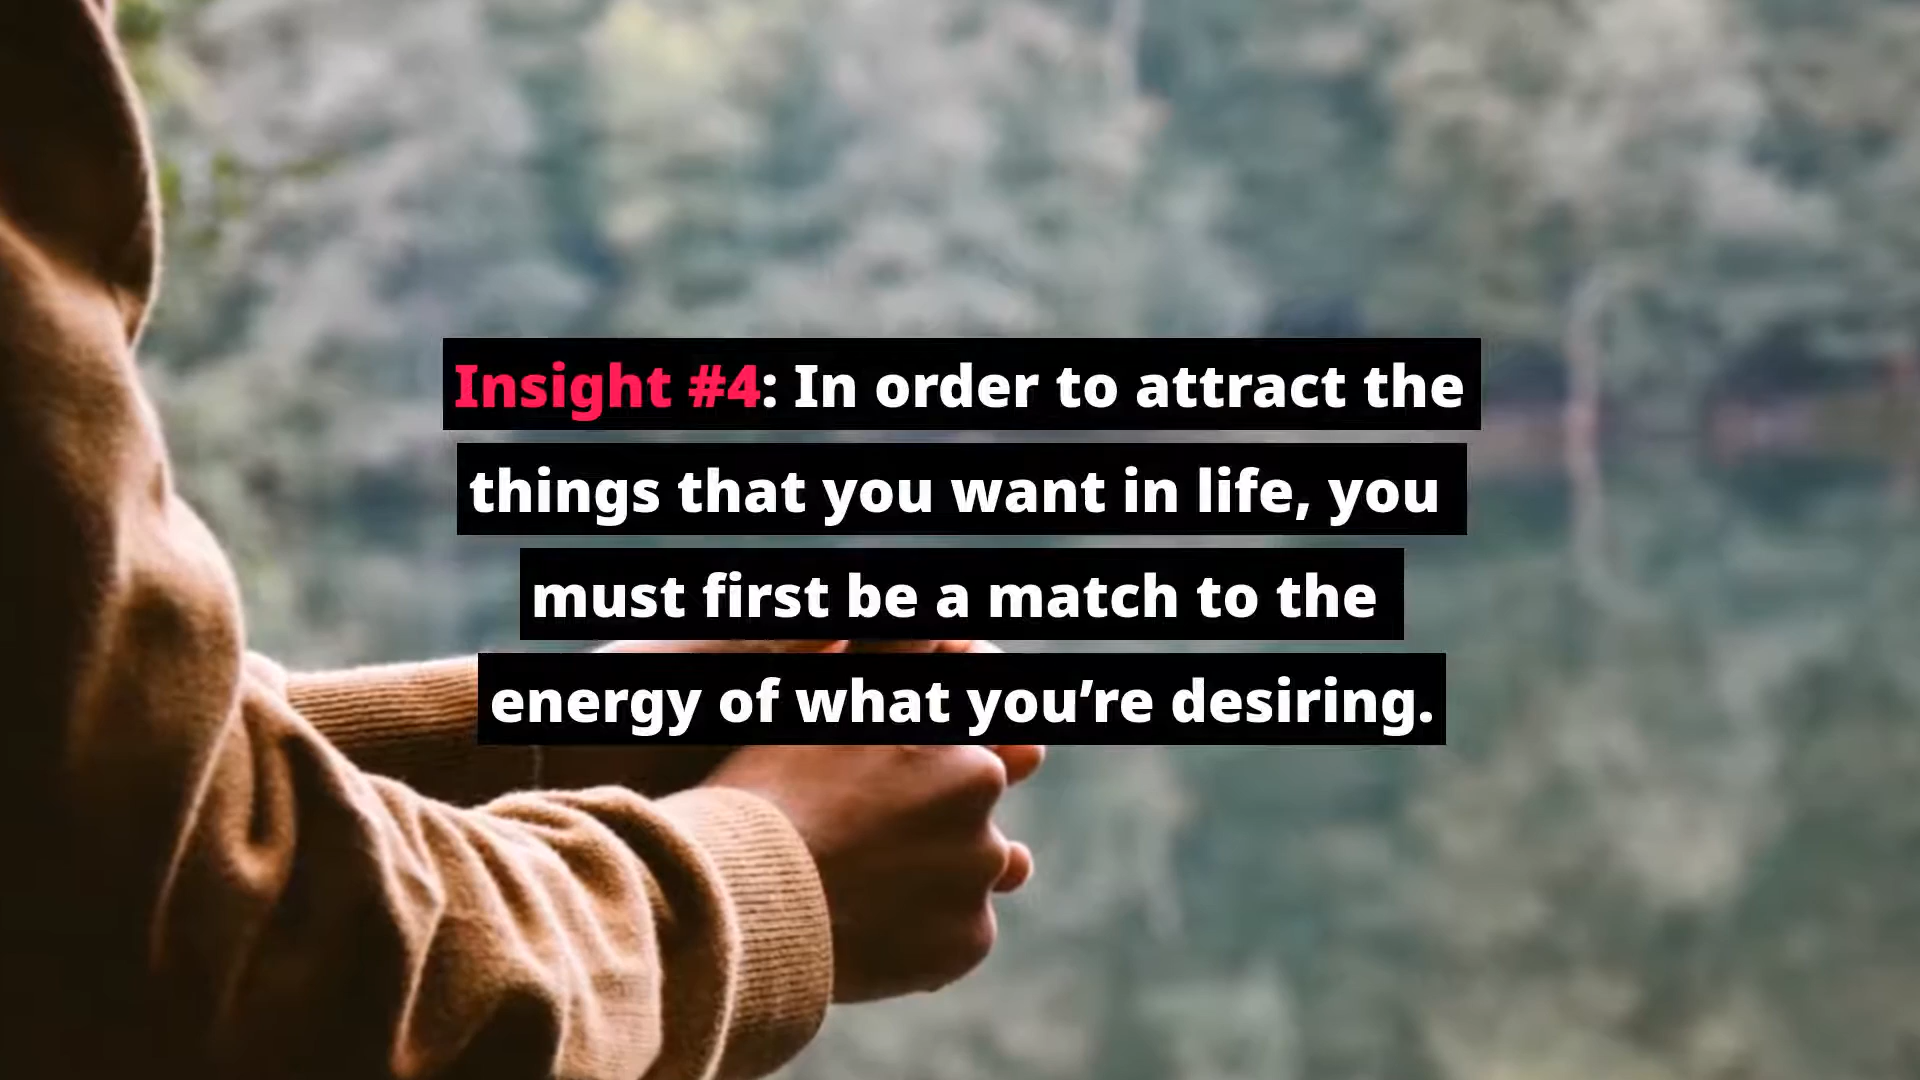 Insight #4: In order to attract the
things that you want in life, you
must first be a match to the
energy of what you’re desiring.